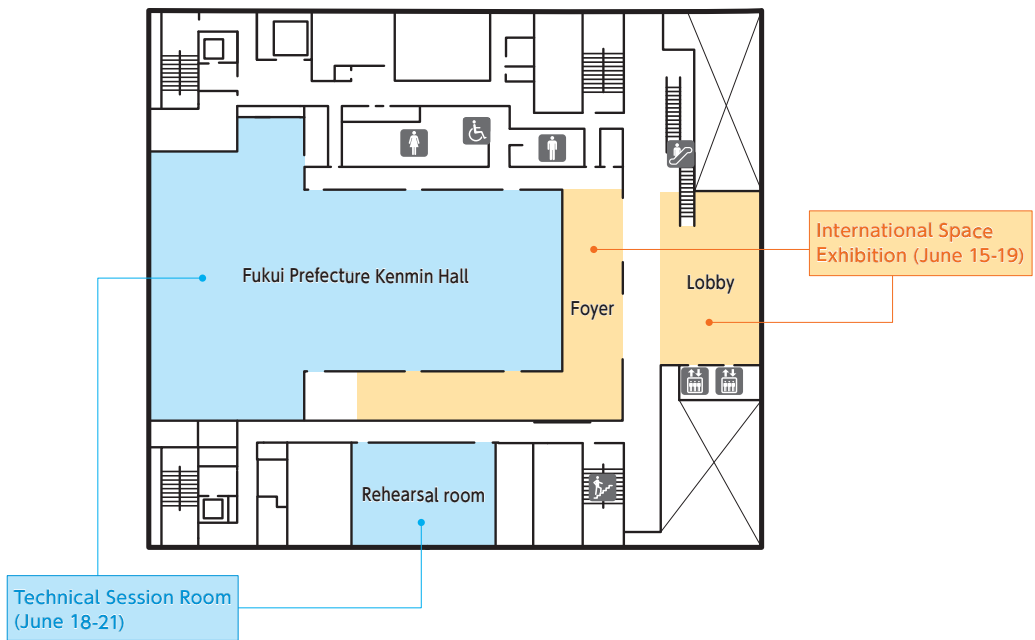 International Space
Exhibition (June 15-19)
Fukui Prefecture Kenmin Hall
Lobby
Foyer
Rehearsal room
Technical Session Room
(June 18-21)